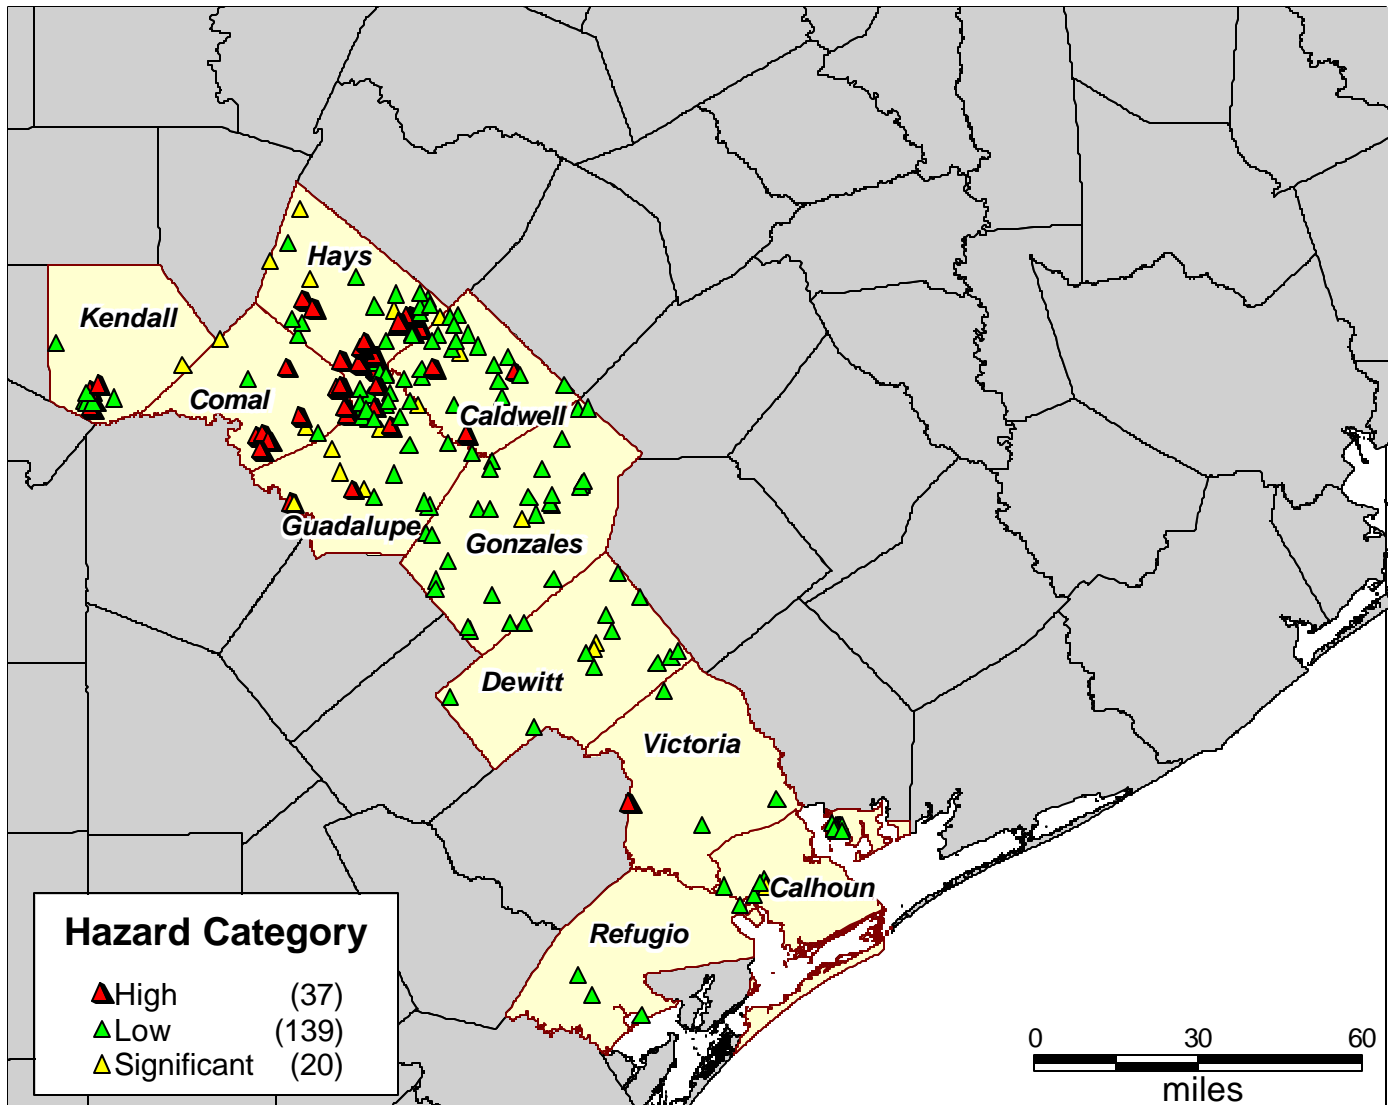 Hays
Kendall
Comal
Caldwell
Guadalupe
Gonzales
Dewitt
Victoria
Calhoun
Refugio
Hazard Category
High (37)
Low (139)
Significant (20)
0 30 60
miles